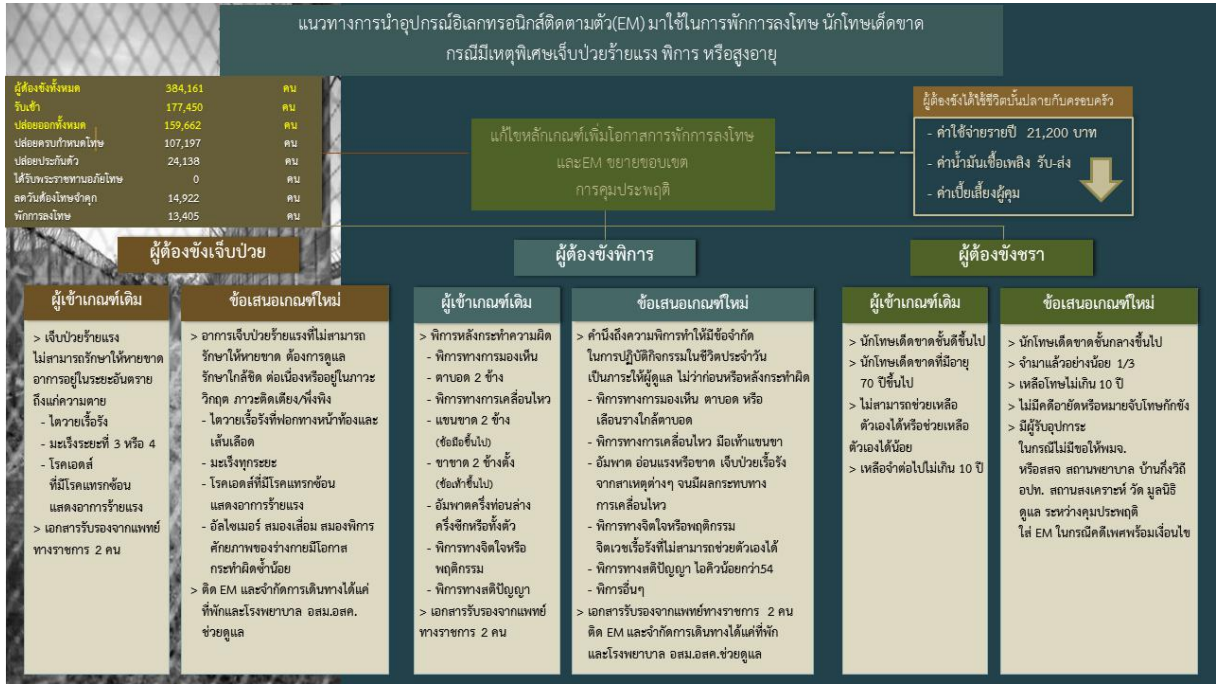 แนวทางการนำอุปกรณ์อิเลกทรอนิกส์ติดตามตัว(EM) มาใช้ในการพักการลงโทษ นักโทษเด็ดขาด
กรณีมีเหตุพิเศษเจ็บป่วยร้ายแรง พิการ หรือสูงอายุ
ผู้ต้องขังทั้งหมด 384,161 คน
รับเข้า 177,450 คน
ปล่อยออกทั้งหมด 159,662 คน
ปล่อยครบกำหนดโทษ 107,197 คน
ปล่อยประกันตัว 24,138 คน
ได้รับพระราชทานอภัยโทษ 0 คน
ลดวันต้องโทษจำคุก 14,922 คน
พักการลงโทษ 13,405 คน
แก้ไขหลักเกณฑ์เพิ่มโอกาสการพักการลงโทษ
และEM ขยายขอบเขต
การคุมประพฤติ
ผู้ต้องขังได้ใช้ชีวิตบั้นปลายกับครอบครัว
- ค่าใช้จ่ายรายปี 21,200 บาท
- ค่าน้ำมันเชื้อเพลิง รับ-ส่ง
- ค่าเบี้ยเลี้ยงผู้คุม
ผู้ต้องขังเจ็บป่วย
ผู้เข้าเกณฑ์เดิม
> เจ็บป่วยร้ายแรง
ไม่สามารถรักษาให้หายขาด
อาการอยู่ในระยะอันตราย
ถึงแก่ความตาย
- ไตวายเรื้อรัง
- มะเร็งระยะที่ 3 หรือ 4
- โรคเอดส์
ที่มีโรคแทรกซ้อน
แสดงอาการร้ายแรง
> เอกสารรับรองจากแพทย์
ทางราชการ 2 คน
ข้อเสนอเกณฑ์ใหม่
> อาการเจ็บป่วยร้ายแรงที่ไม่สามารถ
รักษาให้หายขาด ต้องการดูแล
รักษาใกล้ชิด ต่อเนื่องหรืออยู่ในภาวะ
วิกฤต ภาวะติดเตียง/พึ่งพิง
- ไตวายเรื้อรังที่ฟอกทางหน้าท้องและ
เส้นเลือด
- มะเร็งทุกระยะ
- โรคเอดส์ที่มีโรคแทรกซ้อน
แสดงอาการร้ายแรง
- อัลไซเมอร์ สมองเสื่อม สมองพิการ
ศักยภาพของร่างกายมีโอกาส
กระทำผิดซ้ำน้อย
> ติด EM และจำกัดการเดินทางได้แค่
ที่พักและโรงพยาบาล อสม.อสค.
ช่วยดูแล
ผู้ต้องขังพิการ
ผู้เข้าเกณฑ์เดิม
> พิการหลังกระทำความผิด
- พิการทางการมองเห็น
- ตาบอด 2 ข้าง
- พิการทางการเคลื่อนไหว
- แขนขาด 2 ข้าง
(ข้อมือขึ้นไป)
- ขาขาด 2 ข้างตั้ง
(ข้อเท้าขึ้นไป)
- อัมพาตครึ่งท่อนล่าง
ครึ่งซีกหรือทั้งตัว
- พิการทางจิตใจหรือ
พฤติกรรม
- พิการทางสติปัญญา
> เอกสารรับรองจากแพทย์
ทางราชการ 2 คน
ข้อเสนอเกณฑ์ใหม่
> คำนึงถึงความพิการทำให้มีข้อจำกัด
ในการปฏิบัติกิจกรรมในชีวิตประจำวัน
เป็นภาระให้ผู้ดูแล ไม่ว่าก่อนหรือหลังกระทำผิด
- พิการทางการมองเห็น ตาบอด หรือ
เลือนรางใกล้ตาบอด
- พิการทางการเคลื่อนไหว มือเท้าแขนขา
อัมพาต อ่อนแรงหรือขาด เจ็บป่วยเรื้อรัง
จากสาเหตุต่างๆ จนมีผลกระทบทาง
การเคลื่อนไหว
- พิการทางจิตใจหรือพฤติกรรม
จิตเวชเรื้อรังที่ไม่สามารถช่วยตัวเองได้
- พิการทางสติปัญญา ไอคิวน้อยกว่า54
- พิการอื่นๆ
> เอกสารรับรองจากแพทย์ทางราชการ 2 คน
ติด EM และจำกัดการเดินทางได้แค่ที่พัก
และโรงพยาบาล อสม.อสค.ช่วยดูแล
ผู้ต้องขังชรา
ผู้เข้าเกณฑ์เดิม
> นักโทษเด็ดขาดชั้นดีขึ้นไป
> นักโทษเด็ดขาดที่มีอายุ
70 ปีขึ้นไป
> ไม่สามารถช่วยเหลือ
ตัวเองได้หรือช่วยเหลือ
ตัวเองได้น้อย
> เหลือจำต่อไปไม่เกิน 10 ปี
ข้อเสนอเกณฑ์ใหม่
> นักโทษเด็ดขาดชั้นกลางขึ้นไป
> จำมาแล้วอย่างน้อย 1/3
> เหลือโทษไม่เกิน 10 ปี
> ไม่มีคดีอายัดหรือหมายจับโทษกักขัง
> มีผู้รับอุปการะ
ในกรณีไม่มีขอให้พมจ.
หรือสสจ สถานพยาบาล บ้านกึ่งวิถี
อปท. สถานสงเคราะห์ วัด มูลนิธิ
ดูแล ระหว่างคุมประพฤติ
ใส่ EM ในกรณีคดีเพศพร้อมเงื่อนไข